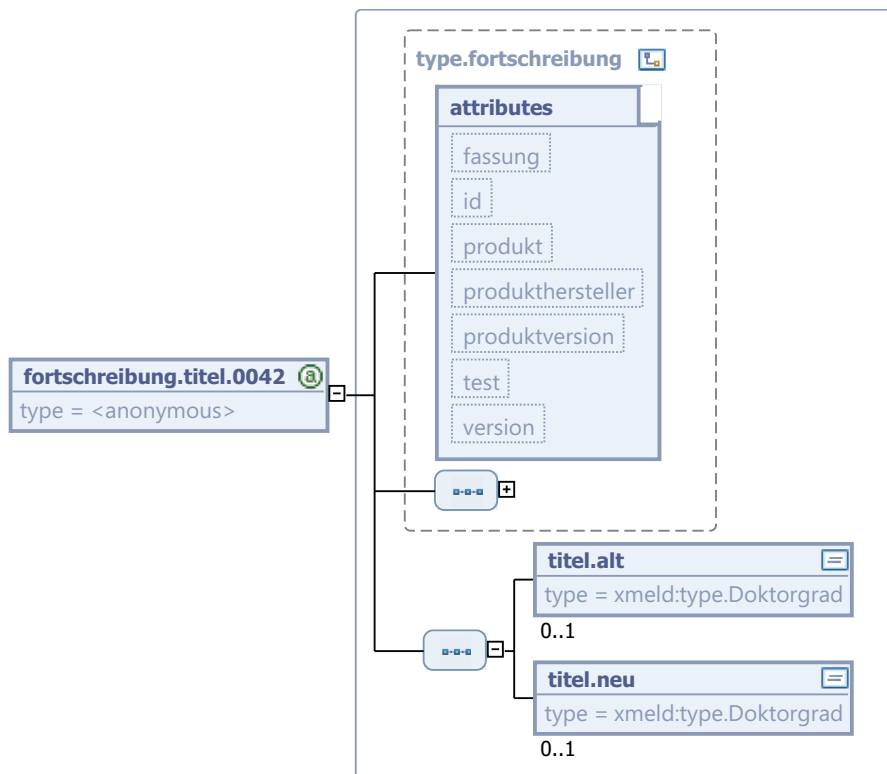 type.fortschreibung
attributes
fassung
id
produkt
produkthersteller
produktversion
test
version
fortschreibung.titel.0042 a
type = <anonymous>
titel.alt
type = xmeld:type.Doktorgrad
0..1
titel.neu
type = xmeld:type.Doktorgrad
0..1